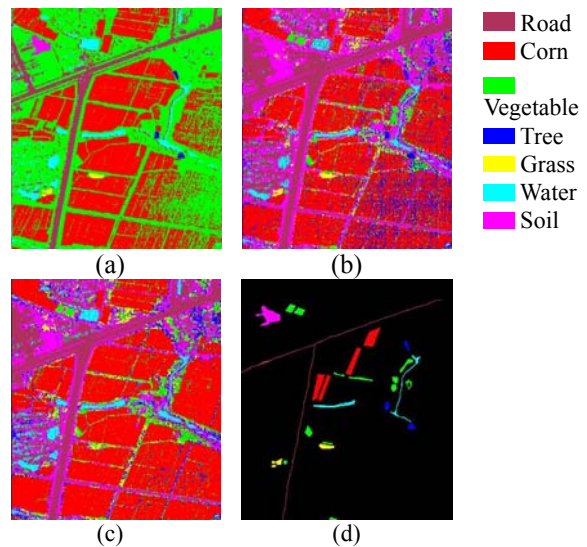 Road
Corn
Vegetable
Tree
Grass
Water
Soil
(a)
(b)
(c)
(d)